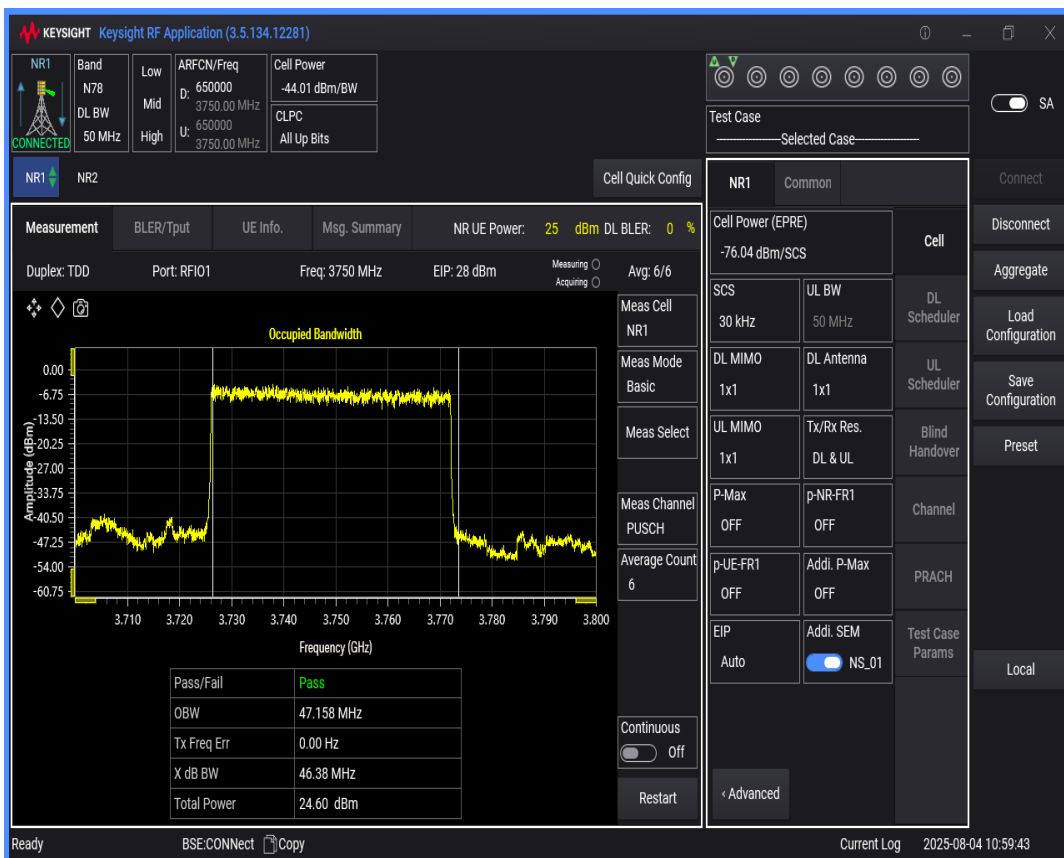 KEYSIGHT Keysight RF Application (3.5.134.12281)
NR1
CONNECTED
Band
N78
DL BW
50 MHz
Low
Mid
High
ARFCN/Freq
D: 650000
3750.00 MHz
U: 650000
3750.00 MHz
Cell Power
-44.01 dBm/BW
CLPC
All Up Bits
Test Case
Selected Case
SA
NR1 NR2
Cell Quick Config
NR1 Common
Connect
Disconnect
Aggregate
Load
Configuration
Save
Configuration
Preset
Local
Measurement BLER/Tput UE Info. Msg. Summary NR UE Power: 25 dBm DL BLER: 0 %
Duplex: TDD Port: RFIO1 Freq: 3750 MHz EIP: 28 dBm Measuring Avg: 6/6
Acquiring
Occupied Bandwidth
Amplitude (dBm)
0.00
-6.75
-13.50
-20.25
-27.00
-33.75
-40.50
-47.25
-54.00
-60.75
3.710 3.720 3.730 3.740 3.750 3.760 3.770 3.780 3.790 3.800
Frequency (GHz)
Pass/Fail Pass
OBW 47.158 MHz
Tx Freq Err 0.00 Hz
X dB BW 46.38 MHz
Total Power 24.60 dBm
Meas Cell
NR1
Meas Mode
Basic
Meas Select
Meas Channel
PUSCH
Average Count
6
Continuous
Off
Restart
Cell Power (EPRE)
-76.04 dBm/SCS
SCS
30 kHz
UL BW
50 MHz
DL MIMO
1x1
DL Antenna
1x1
UL MIMO
1x1
Tx/Rx Res.
DL & UL
P-Max
OFF
p-NR-FR1
OFF
p-UE-FR1
OFF
Addi. P-Max
OFF
EIP
Auto
Addi. SEM
NS_01
‹ Advanced
Cell
DL
Scheduler
UL
Scheduler
Blind
Handover
Channel
PRACH
Test Case
Params
Ready BSE:CONNect Copy Current Log 2025-08-04 10:59:43